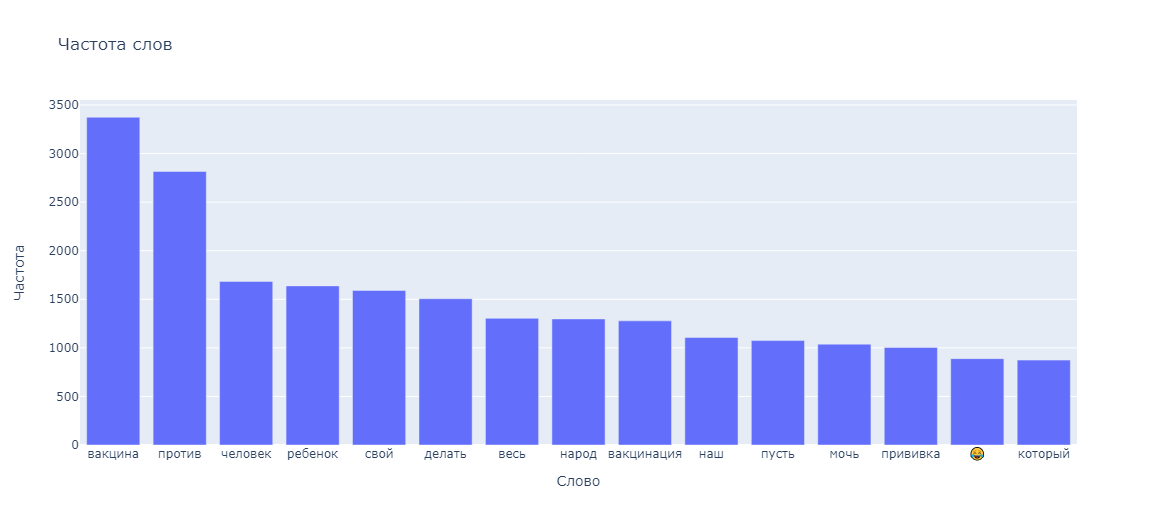 Частота слов
Частота
3500
3000
2500
2000
1500
1000
500
0
вакцина против человек ребенок свой делать весь народ вакцинация наш пусть мочь прививка 😂 который
Слово